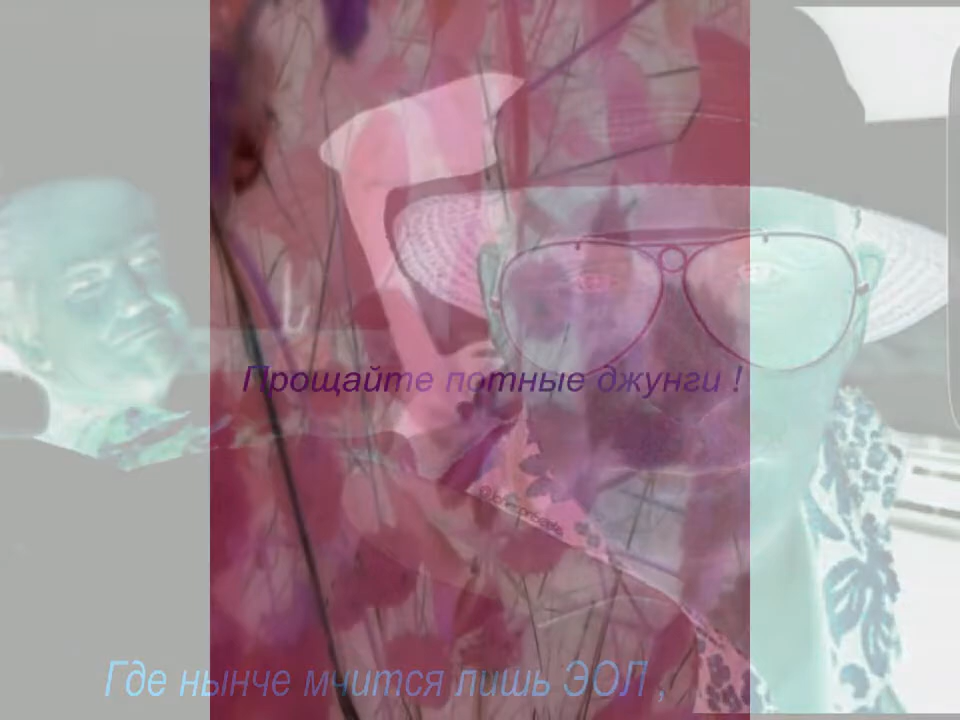 Прощайте потные джунги !
Где нынче мчится лишь ЭОЛ ,